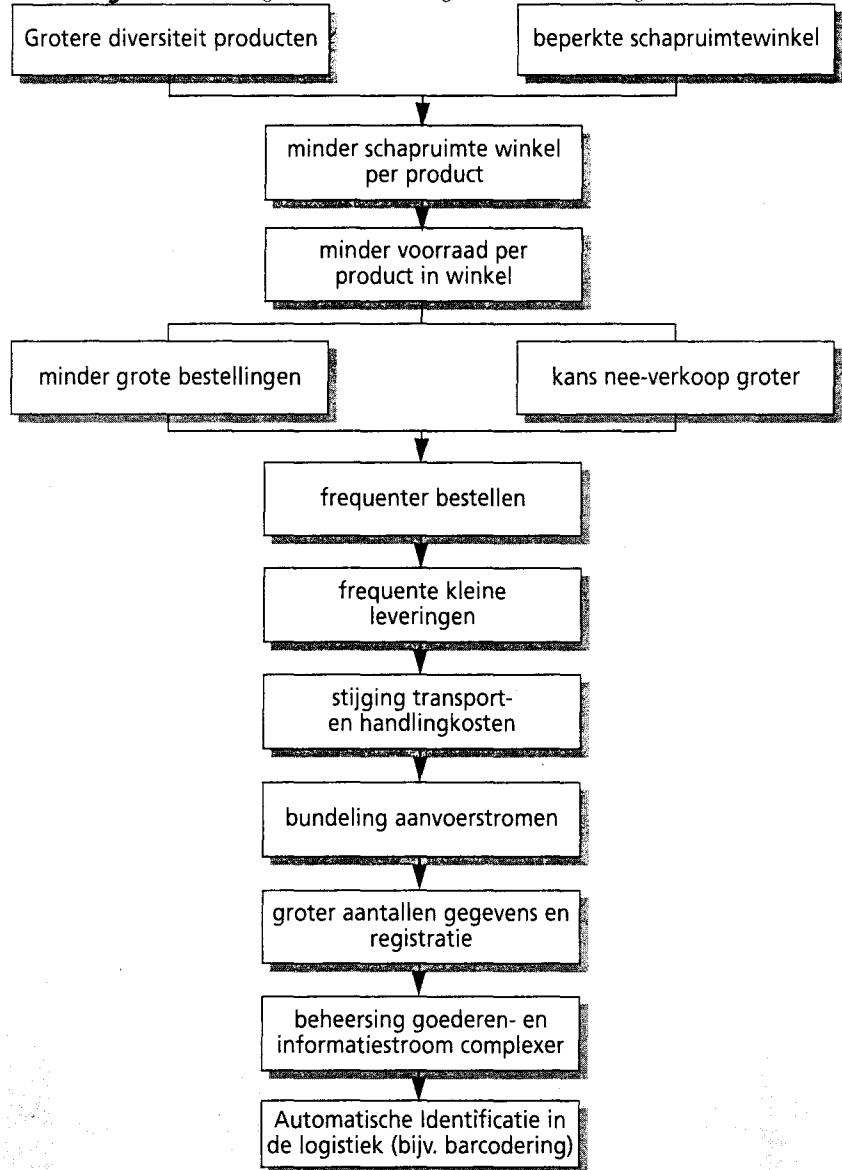 Grotere diversiteit producten
beperkte schapruimtewinkel
minder schapruimte winkel
per product
minder voorraad per
product in winkel
minder grote bestellingen
kans nee-verkoop groter
frequenter bestellen
frequente kleine
leveringen
stijging transport-
en handlingkosten
bundeling aanvoerstromen
groter aantallen gegevens en
registratie
beheersing goederen- en
informatiestroom complexer
Automatische Identificatie in
de logistiek (bijv. barcodering)